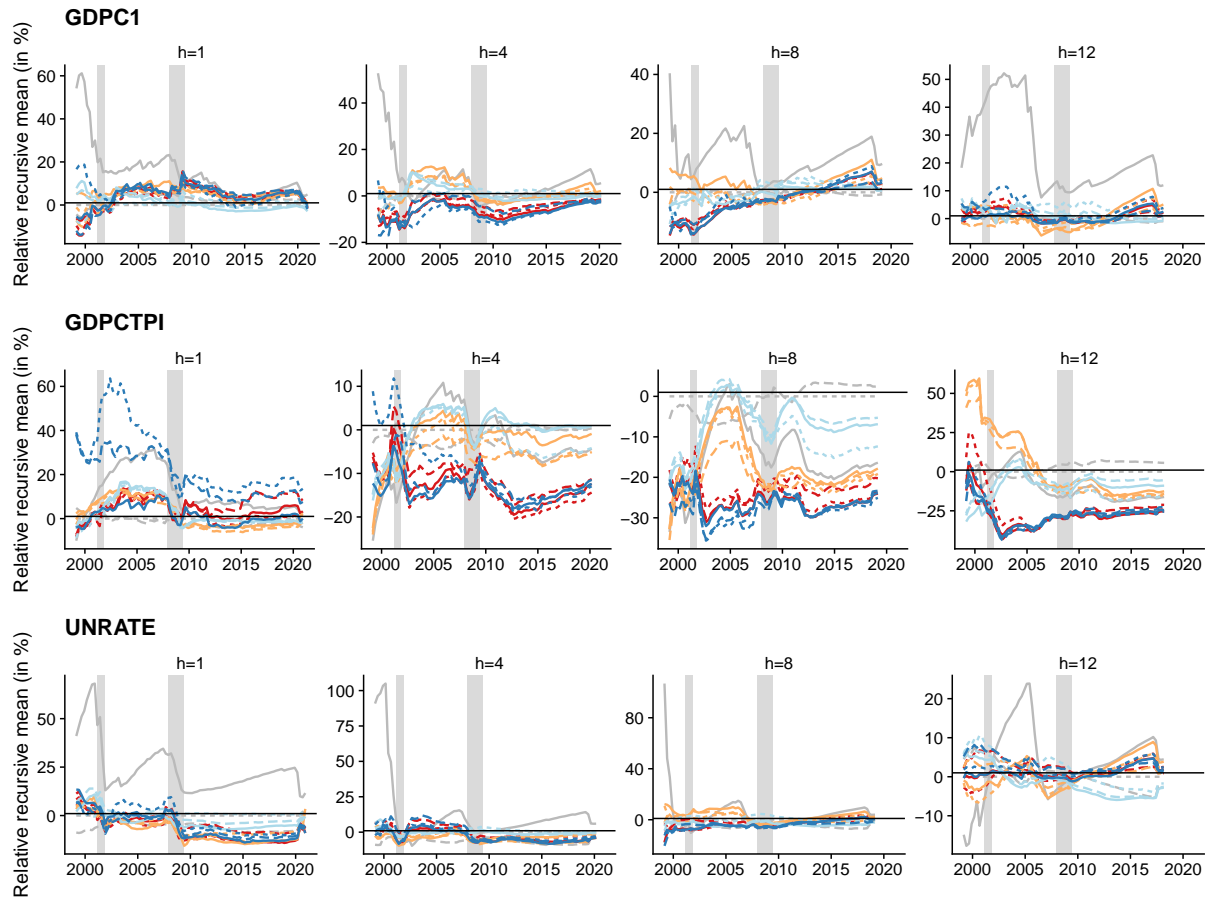 GDPC1
Relative recursive mean (in %)
h=1 h=4 h=8 h=12
60 40 20 0
2000 2005 2010 2015 2020
40 20 0 −20
2000 2005 2010 2015 2020
40 20 0
2000 2005 2010 2015 2020
50 40 30 20 10 0
2000 2005 2010 2015 2020
GDPCTPI
Relative recursive mean (in %)
h=1 h=4 h=8 h=12
60 40 20 0
2000 2005 2010 2015 2020
10 0 −10 −20
2000 2005 2010 2015 2020
0 −10 −20 −30
2000 2005 2010 2015 2020
50 25 0 −25
2000 2005 2010 2015 2020
UNRATE
Relative recursive mean (in %)
h=1 h=4 h=8 h=12
50 25 0
2000 2005 2010 2015 2020
100 75 50 25 0
2000 2005 2010 2015 2020
80 40 0
2000 2005 2010 2015 2020
20 10 0 −10
2000 2005 2010 2015 2020